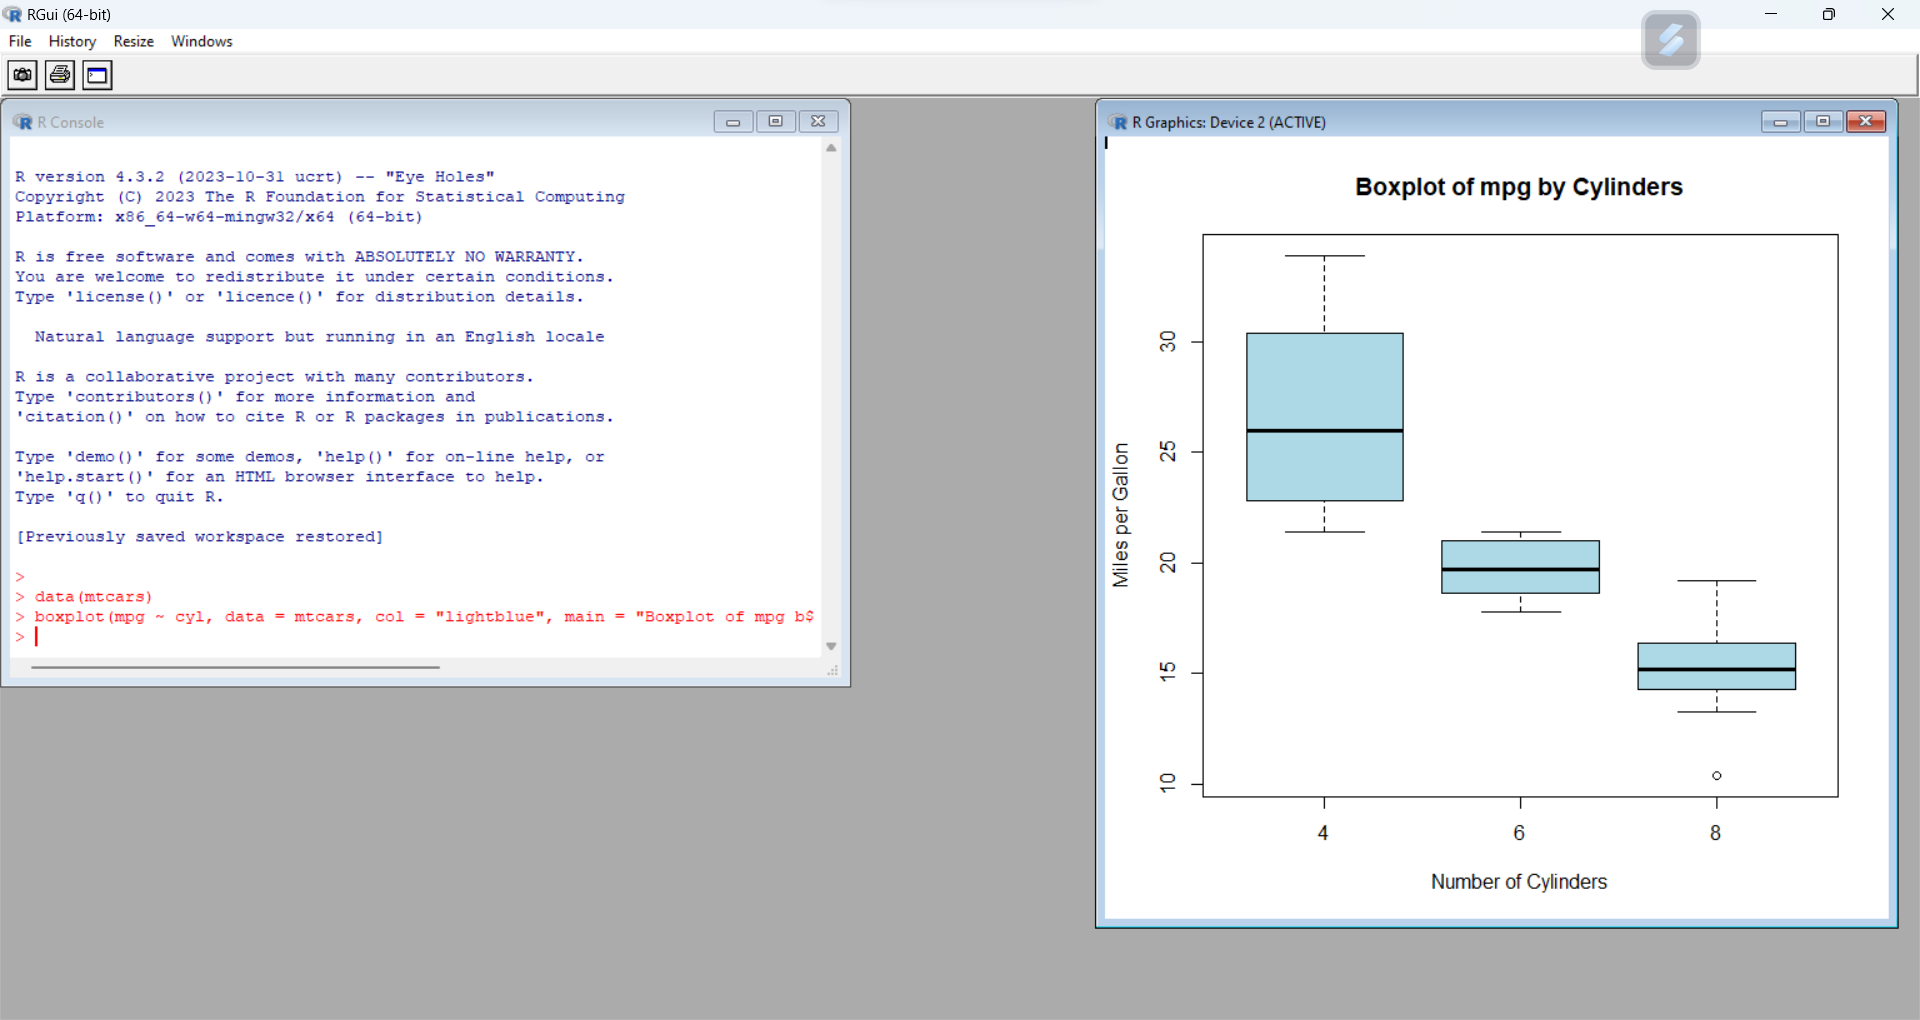 RGui (64-bit)
File History Resize Windows
R Console
R version 4.3.2 (2023-10-31 ucrt) -- "Eye Holes"
Copyright (C) 2023 The R Foundation for Statistical Computing
Platform: x86_64-w64-mingw32/x64 (64-bit)
R is free software and comes with ABSOLUTELY NO WARRANTY.
You are welcome to redistribute it under certain conditions.
Type 'license()' or 'licence()' for distribution details.
Natural language support but running in an English locale
R is a collaborative project with many contributors.
Type 'contributors()' for more information and
'citation()' on how to cite R or R packages in publications.
Type 'demo()' for some demos, 'help()' for on-line help, or
'help.start()' for an HTML browser interface to help.
Type 'q()' to quit R.
[Previously saved workspace restored]
>
> data(mtcars)
> boxplot(mpg ~ cyl, data = mtcars, col = "lightblue", main = "Boxplot of mpg b$
>
R Graphics: Device 2 (ACTIVE)
Boxplot of mpg by Cylinders
Miles per Gallon
30
25
20
15
10
4 6 8
Number of Cylinders